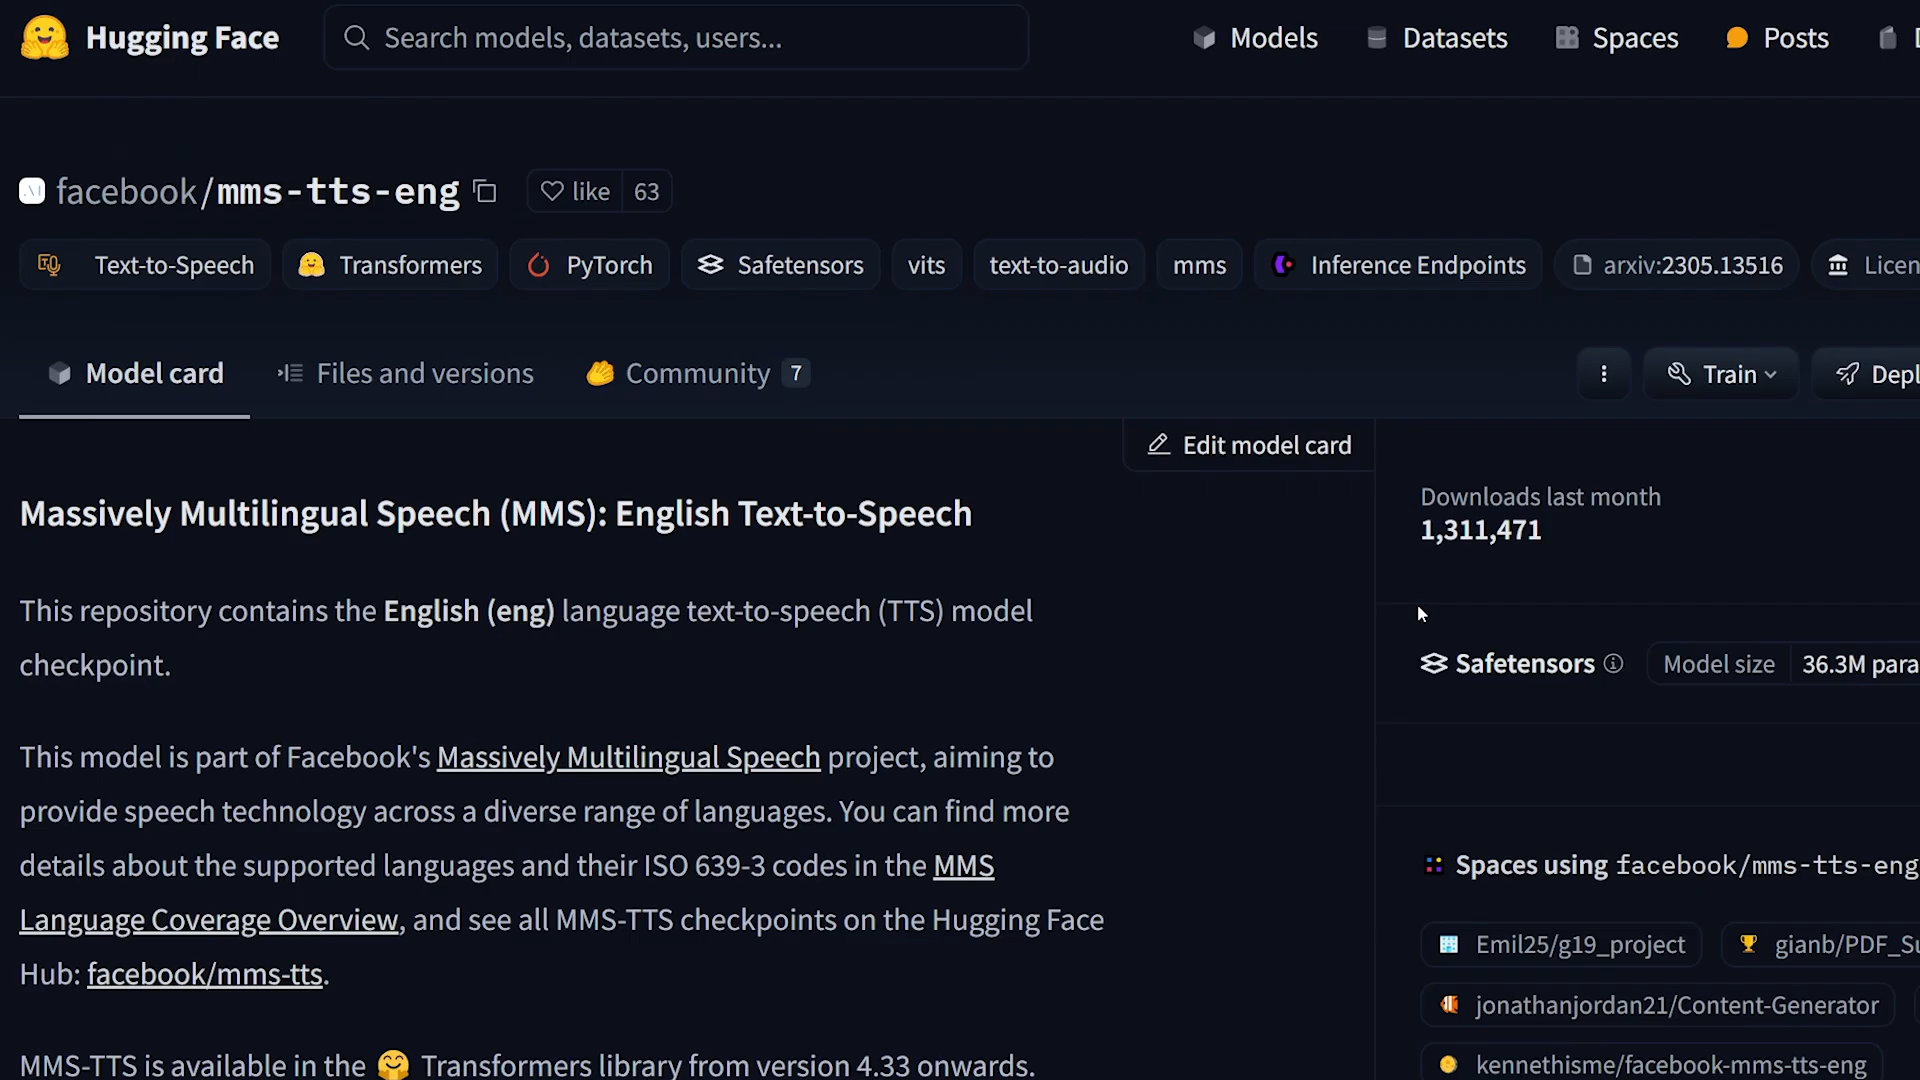 Hugging Face
Search models, datasets, users...
Models
Datasets
Spaces
Posts
facebook/mms-tts-eng
like
63
Text-to-Speech
Transformers
PyTorch
Safetensors
vits
text-to-audio
mms
Inference Endpoints
arxiv:2305.13516
Licen
Model card
Files and versions
Community
7
Train
Depl
Edit model card
Massively Multilingual Speech (MMS): English Text-to-Speech
This repository contains the English (eng) language text-to-speech (TTS) model
checkpoint.
This model is part of Facebook's Massively Multilingual Speech project, aiming to
provide speech technology across a diverse range of languages. You can find more
details about the supported languages and their ISO 639-3 codes in the MMS
Language Coverage Overview, and see all MMS-TTS checkpoints on the Hugging Face
Hub: facebook/mms-tts.
MMS-TTS is available in the 🤗 Transformers library from version 4.33 onwards.
Downloads last month
1,311,471
Safetensors
Model size
36.3M para
Spaces using facebook/mms-tts-eng
Emil25/g19_project
gianb/PDF_Su
jonathanjordan21/Content-Generator
kennethisme/facebook-mms-tts-eng